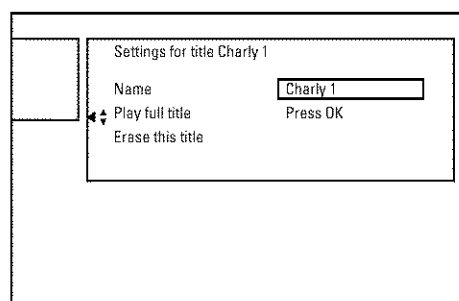 Settings for title Charly 1
Name Charly 1
Play full title Press OK
Erase this title